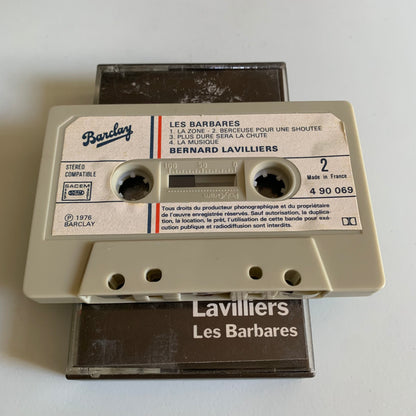 Barclay
LES BARBARES
1. LA ZONE - 2. BERCEUSE POUR UNE SHOUTEE
3. PLUS DURE SERA LA CHUTE
4. LA MUSIQUE
BERNARD LAVILLIERS
STEREO
COMPATIBLE
SACEM
100 50 0
2
Made in France
4 90 069
℗ 1976
BARCLAY
Tous droits du producteur phonographique et du propriétaire
de l'œuvre enregistrée réservés. Sauf autorisation, la duplica-
tion, la location, le prêt, l'utilisation de cette bande pour exé-
cution publique et radiodiffusion sont interdits.
Lavilliers
Les Barbares